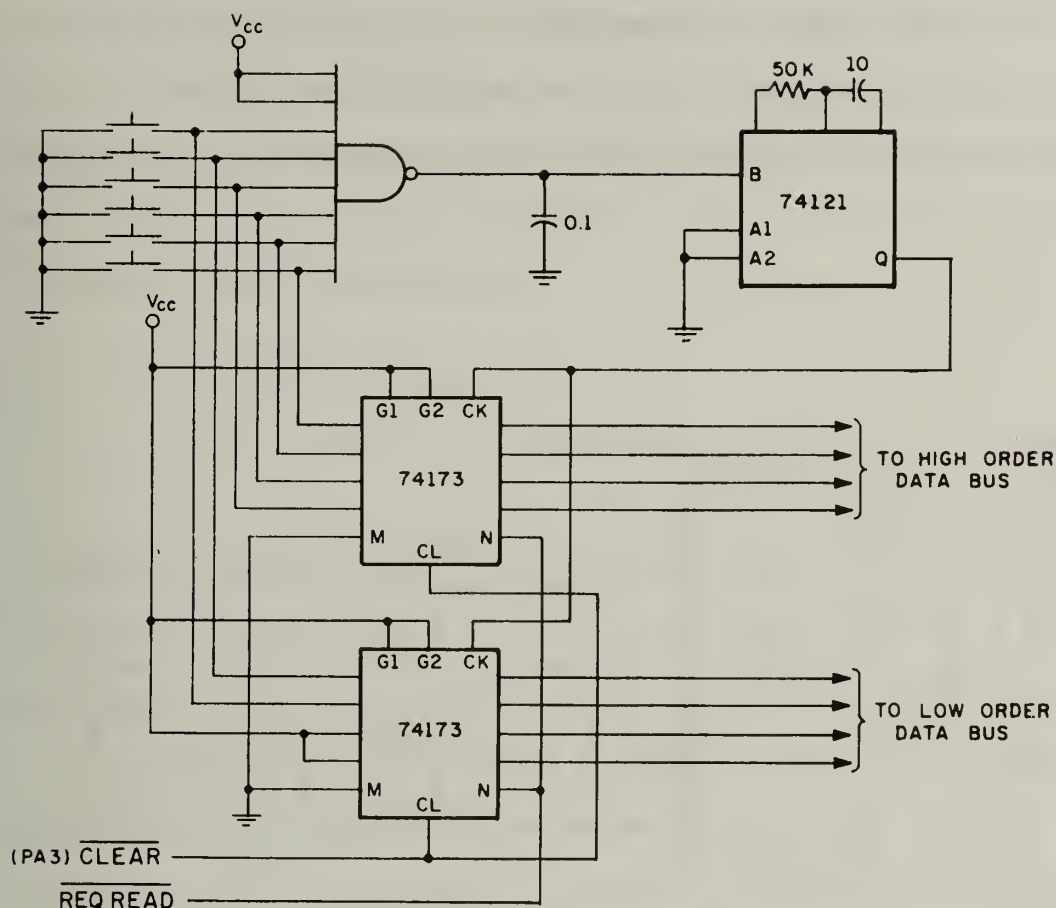 Vcc
50K
10
B
74121
A1
A2
Q
0.1
Vcc
G1 G2 CK
74173
M
N
CL
TO HIGH ORDER
DATA BUS
G1 G2 CK
74173
M
N
CL
TO LOW ORDER
DATA BUS
(PA3) CLEAR
REQ READ